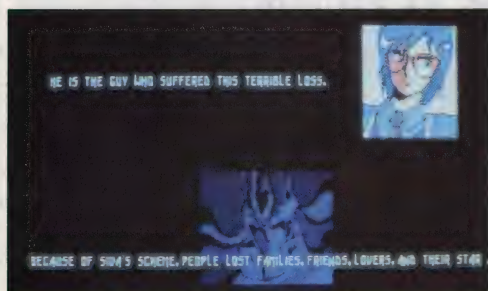 HE IS THE GUY WHO SUFFERED THIS TERRIBLE LOSS.
BECAUSE OF SIVA'S SCHEME, PEOPLE LOST FAMILIES, FRIENDS, LOVERS, AND THEIR STAR